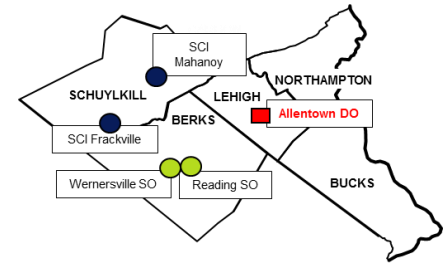 SCI
Mahanoy
NORTHAMPTON
SCHUYLKILL
LEHIGH
Allentown DO
BERKS
SCI Frackville
Wernersville SO
Reading SO
BUCKS